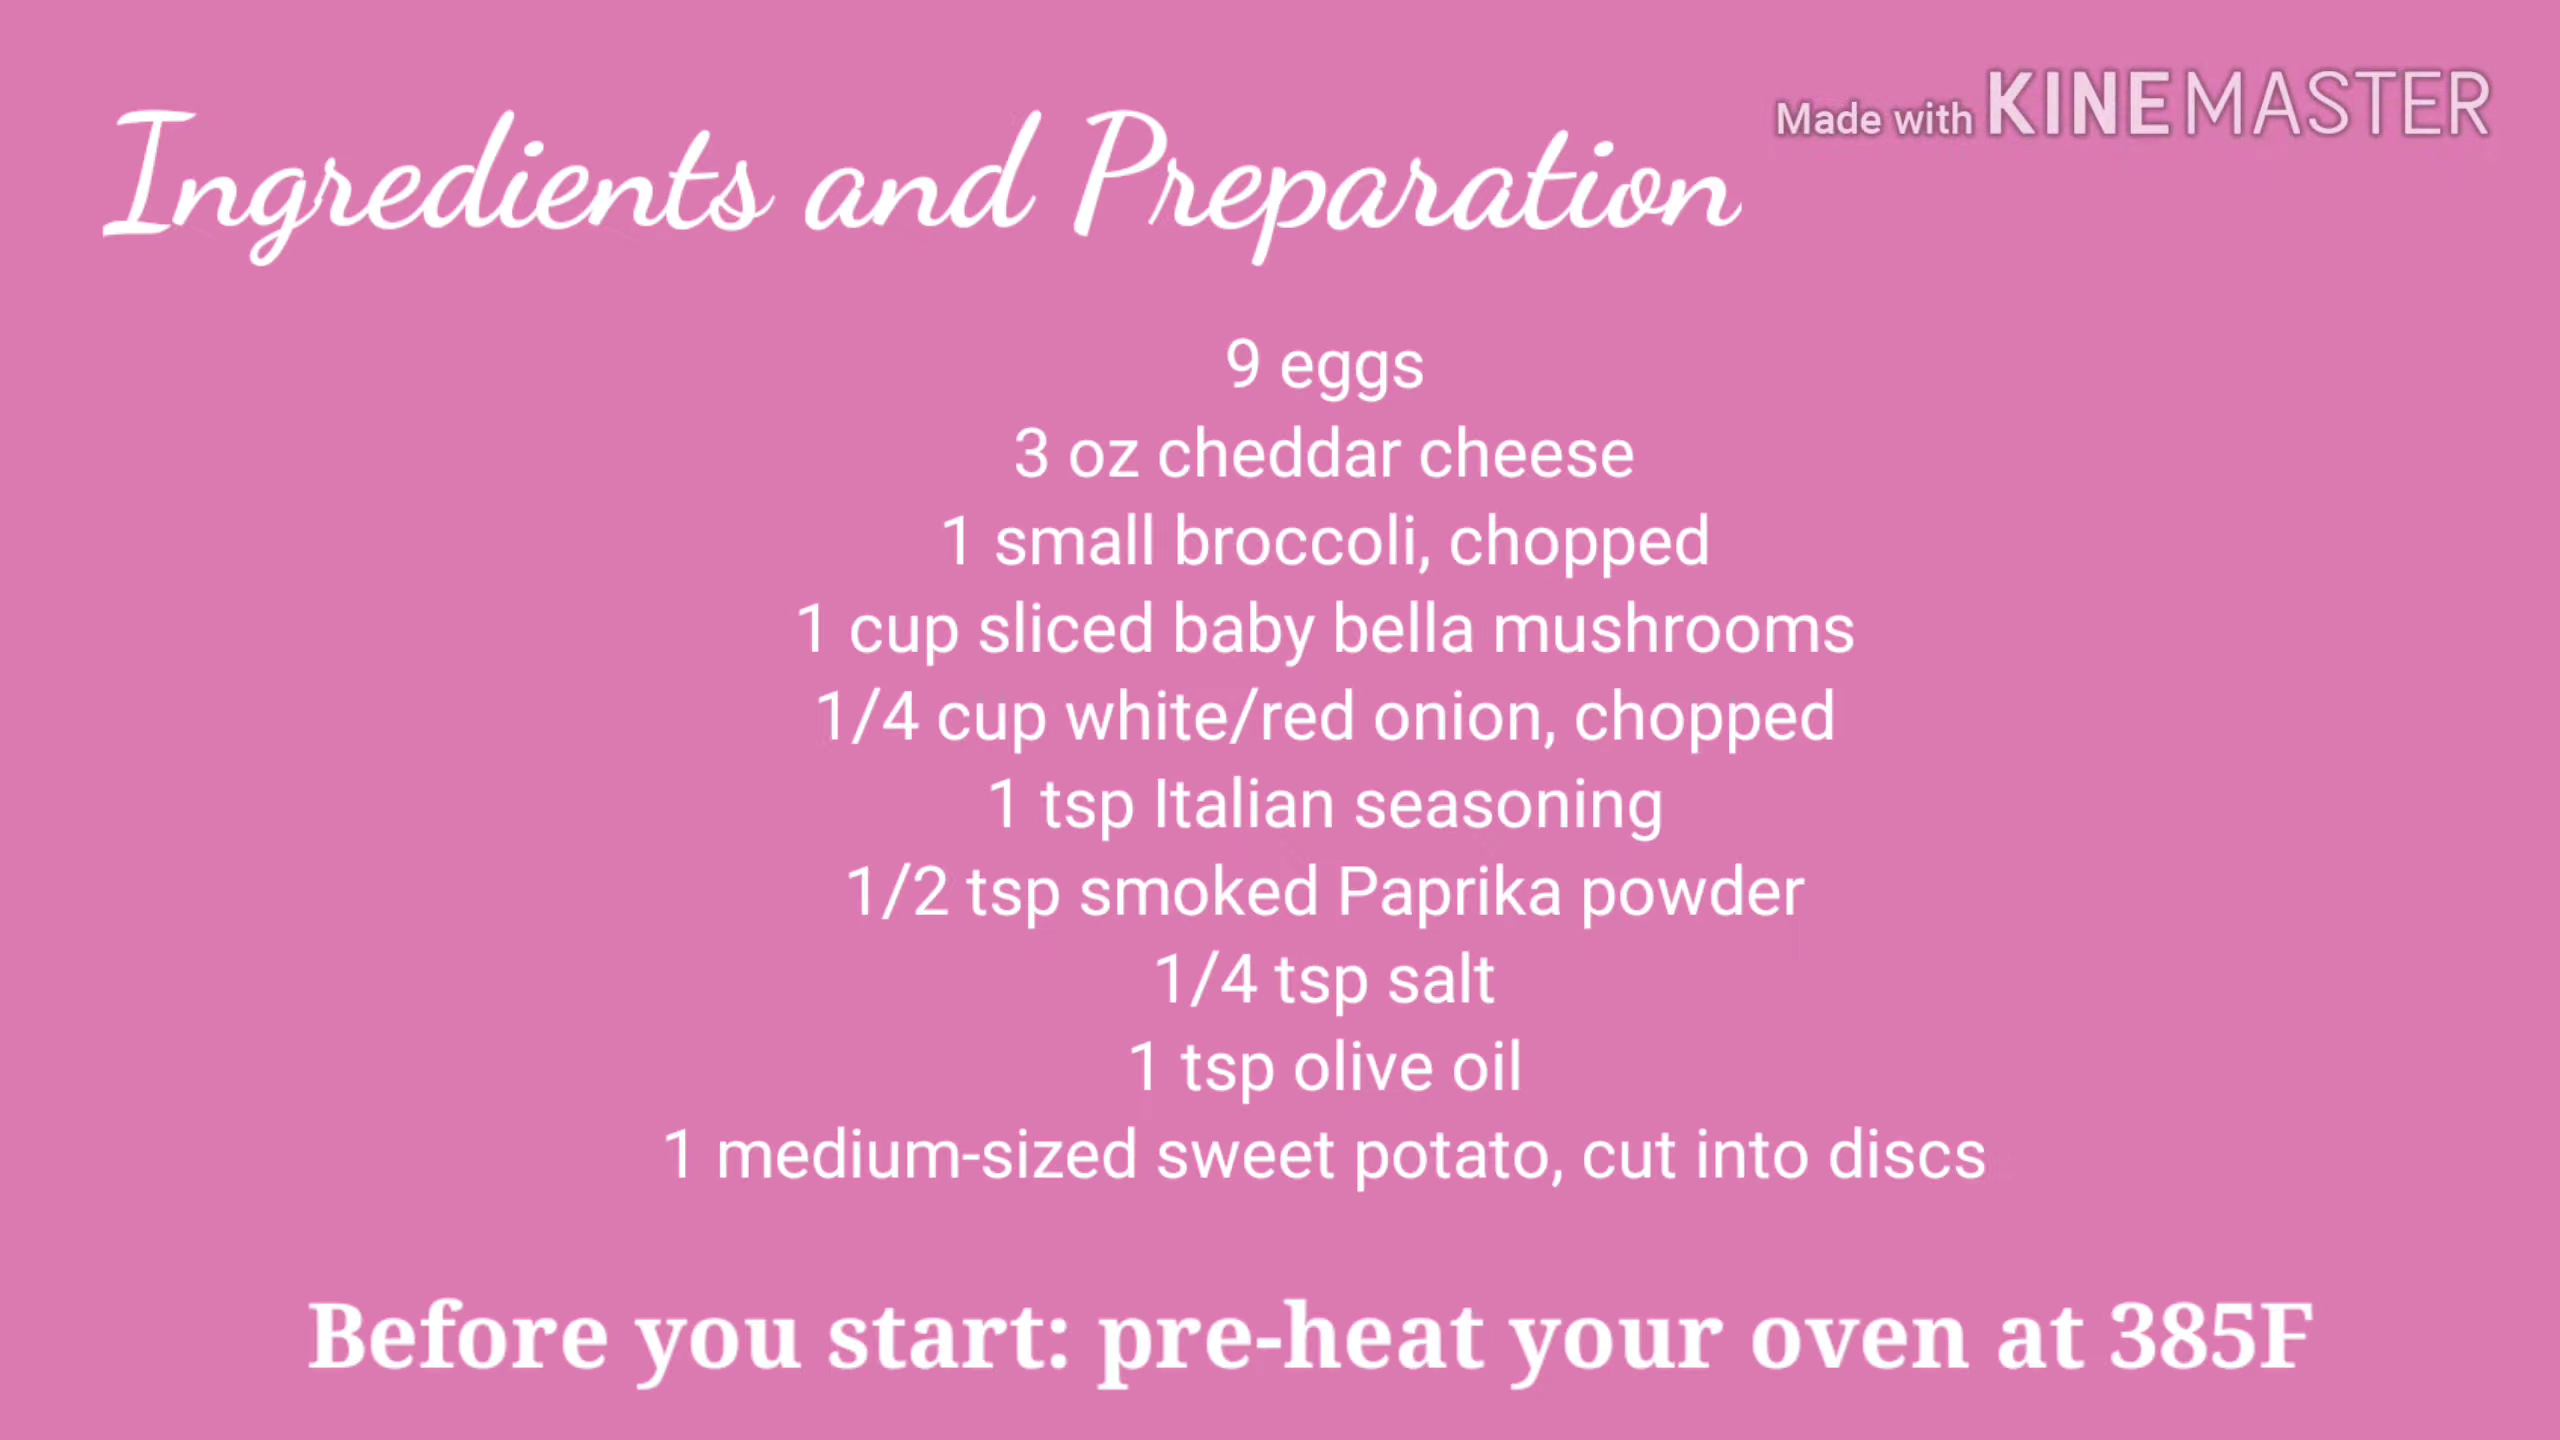 Made with KINEMASTER
Ingredients and Preparation
9 eggs
3 oz cheddar cheese
1 small broccoli, chopped
1 cup sliced baby bella mushrooms
1/4 cup white/red onion, chopped
1 tsp Italian seasoning
1/2 tsp smoked Paprika powder
1/4 tsp salt
1 tsp olive oil
1 medium-sized sweet potato, cut into discs
Before you start: pre-heat your oven at 385F